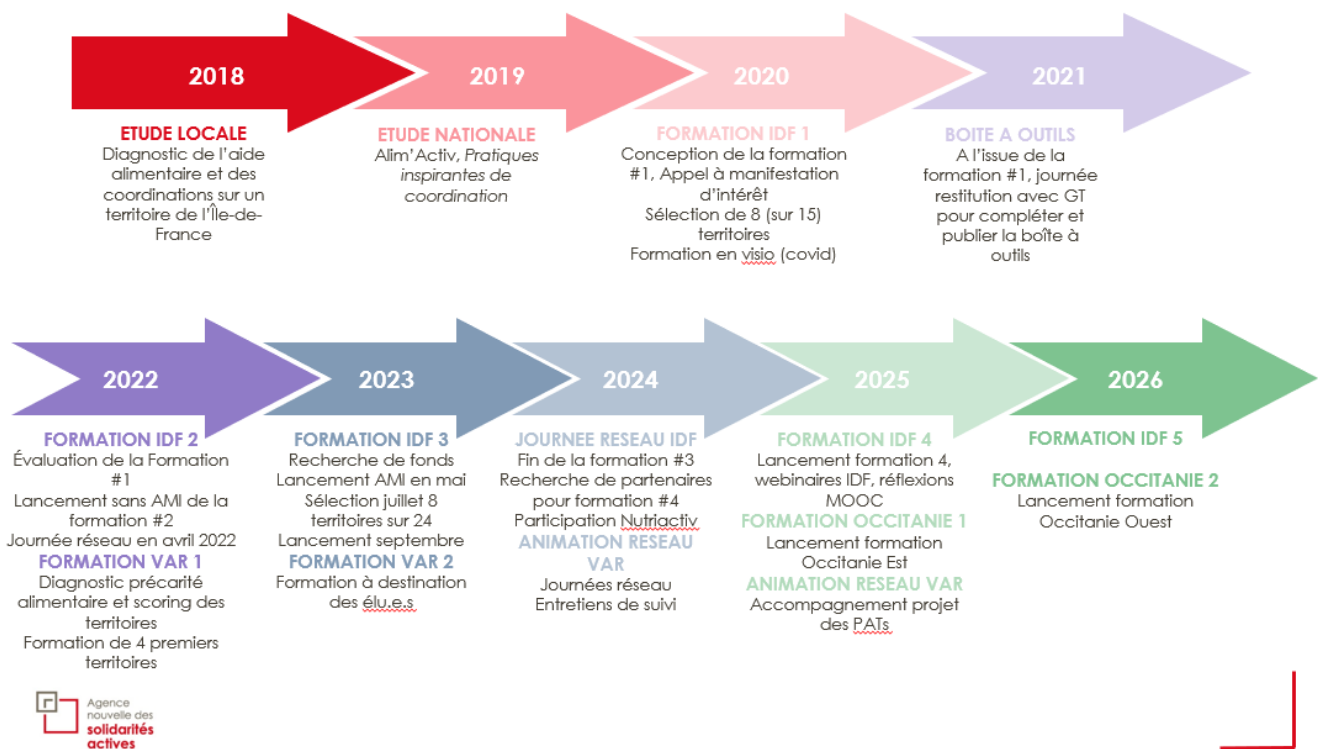 2018
ETUDE LOCALE
Diagnostic de l'aide
alimentaire et des
coordinations sur un
territoire de l'Île-de-
France
2019
ETUDE NATIONALE
Alim'Activ, Pratiques
inspirantes de
coordination
2020
FORMATION IDF 1
Conception de la formation
#1, Appel à manifestation
d'intérêt
Sélection de 8 (sur 15)
territoires
Formation en visio (covid)
2021
BOITE A OUTILS
A l'issue de la
formation #1, journée
restitution avec GT
pour compléter et
publier la boîte à
outils
2022
FORMATION IDF 2
Évaluation de la Formation
#1
Lancement sans AMI de la
formation #2
Journée réseau en avril 2022
FORMATION VAR 1
Diagnostic précarité
alimentaire et scoring des
territoires
Formation de 4 premiers
territoires
2023
FORMATION IDF 3
Recherche de fonds
Lancement AMI en mai
Sélection juillet 8
territoires sur 24
Lancement septembre
FORMATION VAR 2
Formation à destination
des élu.e.s
2024
JOURNEE RESEAU IDF
Fin de la formation #3
Recherche de partenaires
pour formation #4
Participation Nutriactiv
ANIMATION RESEAU
VAR
Journées réseau
Entretiens de suivi
2025
FORMATION IDF 4
Lancement formation 4,
webinaires IDF, réflexions
MOOC
FORMATION OCCITANIE 1
Lancement formation
Occitanie Est
ANIMATION RESEAU VAR
Accompagnement projet
des PATs
2026
FORMATION IDF 5
FORMATION OCCITANIE 2
Lancement formation
Occitanie Ouest
Agence
nouvelle des
solidarités
actives